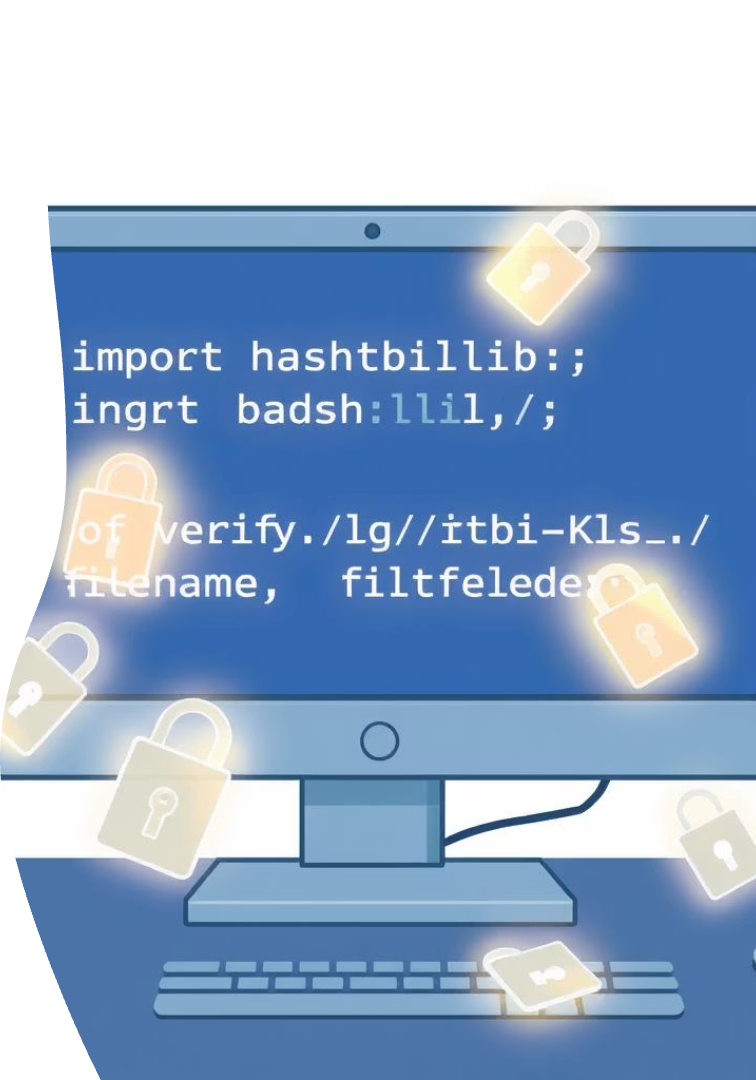 import hashtbillib:;
ingrt badsh:llil,/;
of verify./lg//itbi-Kls_./
filename, filtfelede: